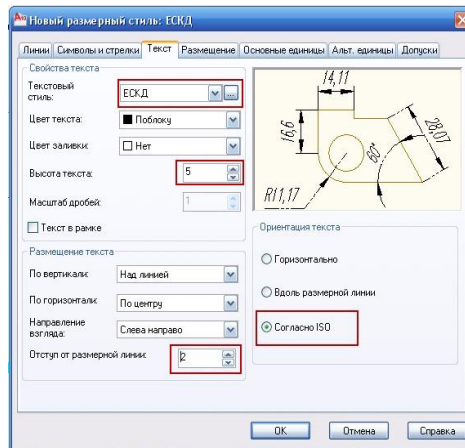 Новый размерный стиль: ЕСКД
Линии Символы и стрелки Текст Размещение Основные единицы Альт. единицы Допуски
Свойства текста
Текстовый стиль: ЕСКД ...
Цвет текста: Поблоку
Цвет заливки: Нет
Высота текста: 5
Масштаб дробей: 1
Текст в рамке
14,11
16,6
28,07
60°
R11,17
Размещение текста
По вертикали: Над линией
По горизонтали: По центру
Направление взгляда: Слева направо
Отступ от размерной линии: 2
Ориентация текста
Горизонтально
Вдоль размерной линии
Согласно ISO
OK Отмена Справка